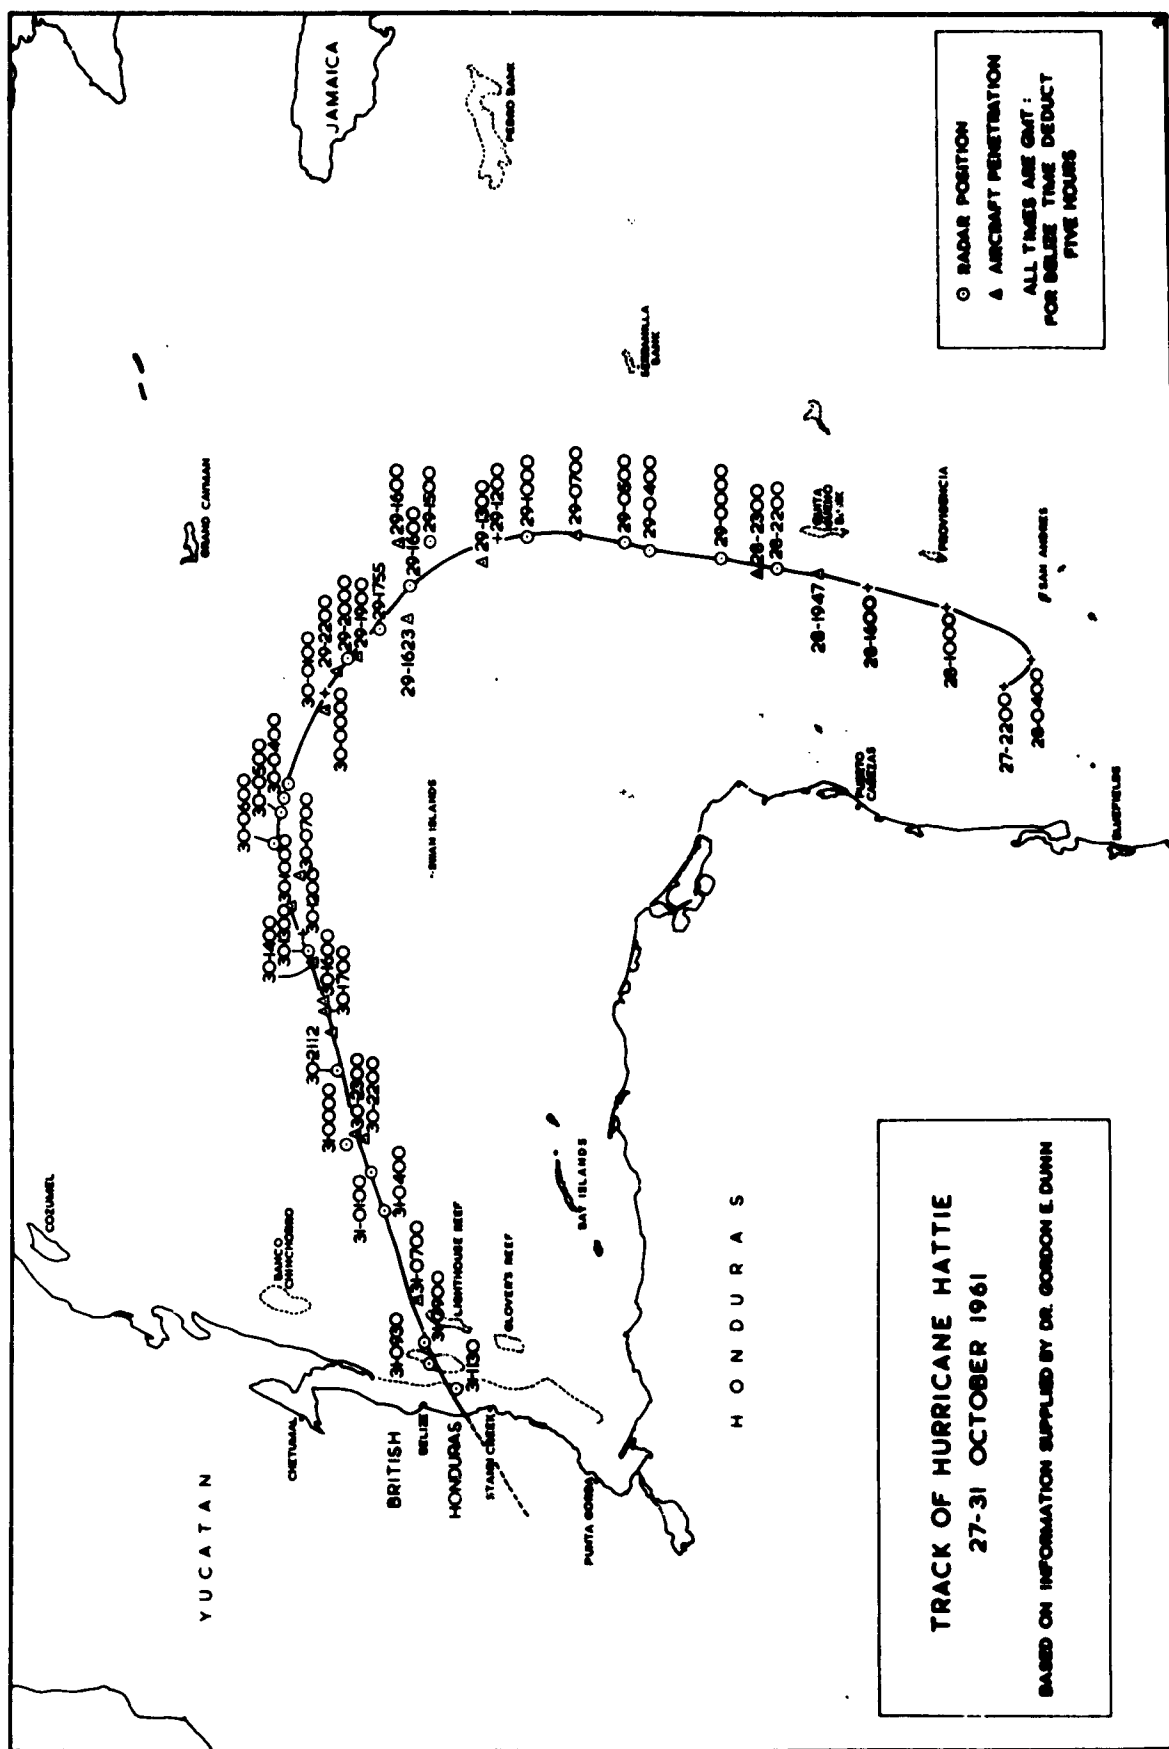 JAMAICA
PEDRO BANK
GRAND CAYMAN
SERRANILLA
BANK
PROVIDENCIA
SAN ANDRES
SWAN ISLANDS
PUERTO
CABEZAS
BLUEFIELDS
COZUMEL
BANCO
CHINCHORRO
LIGHTHOUSE REEF
GLOVER'S REEF
BAY ISLANDS
HONDURAS
YUCATAN
CHETUMAL
BRITISH
HONDURAS
BELIZE
STANN CREEK
PUNTA GORDA
27-2200
28-0400
28-1000
28-1600
28-1947
28-2200
28-2300
29-0000
29-0400
29-0500
29-0700
29-1000
29-1200
29-1300
29-1500
29-1600
29-1600
29-1623
29-1755
29-1900
29-2000
29-2200
30-0000
30-0100
30-0400
30-0500
30-0600
30-0700
30-1000
30-1200
30-1300
30-1400
30-1600
30-1700
30-2112
30-2200
30-2300
31-0000
31-0100
31-0400
31-0700
31-0900
31-0930
31-1130
RADAR POSITION
AIRCRAFT PENETRATION
ALL TIMES ARE GMT:
FOR BELIZE TIME DEDUCT
FIVE HOURS
TRACK OF HURRICANE HATTIE
27-31 OCTOBER 1961
BASED ON INFORMATION SUPPLIED BY DR. GORDON E. DUNN